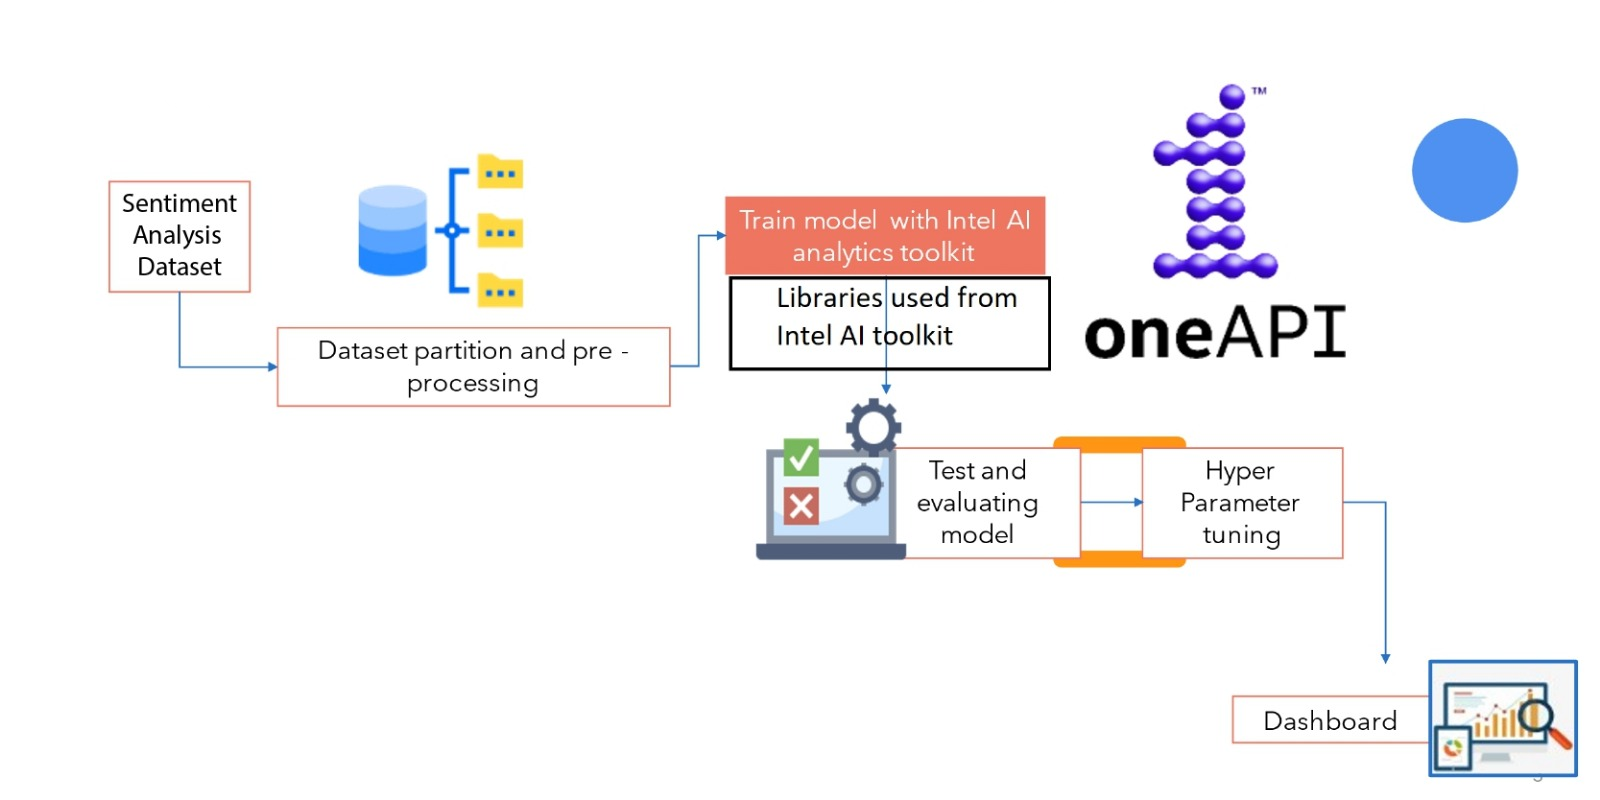 Sentiment
Analysis
Dataset
Dataset partition and pre -
processing
Train model with Intel AI
analytics toolkit
Libraries used from
Intel AI toolkit
TM
oneAPI
Test and
evaluating
model
Hyper
Parameter
tuning
Dashboard